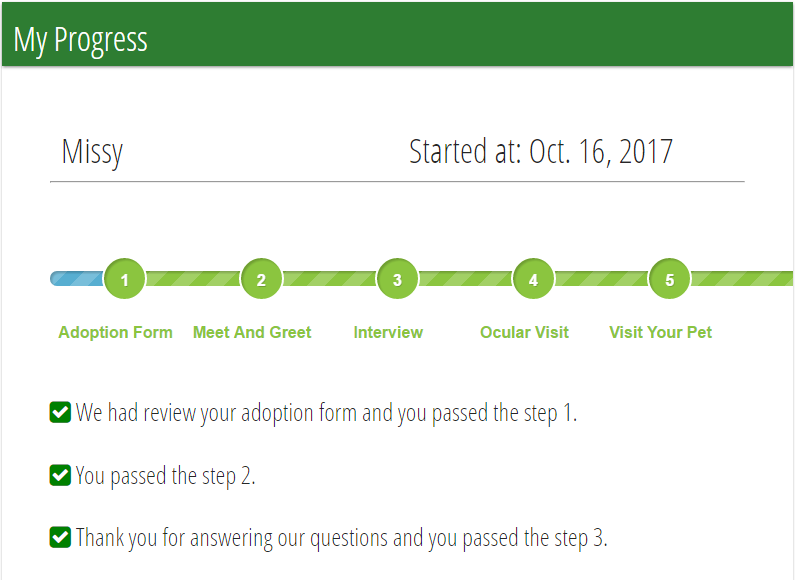 My Progress
Missy Started at: Oct. 16, 2017
1 2 3 4 5
Adoption Form Meet And Greet Interview Ocular Visit Visit Your Pet
We had review your adoption form and you passed the step 1.
You passed the step 2.
Thank you for answering our questions and you passed the step 3.